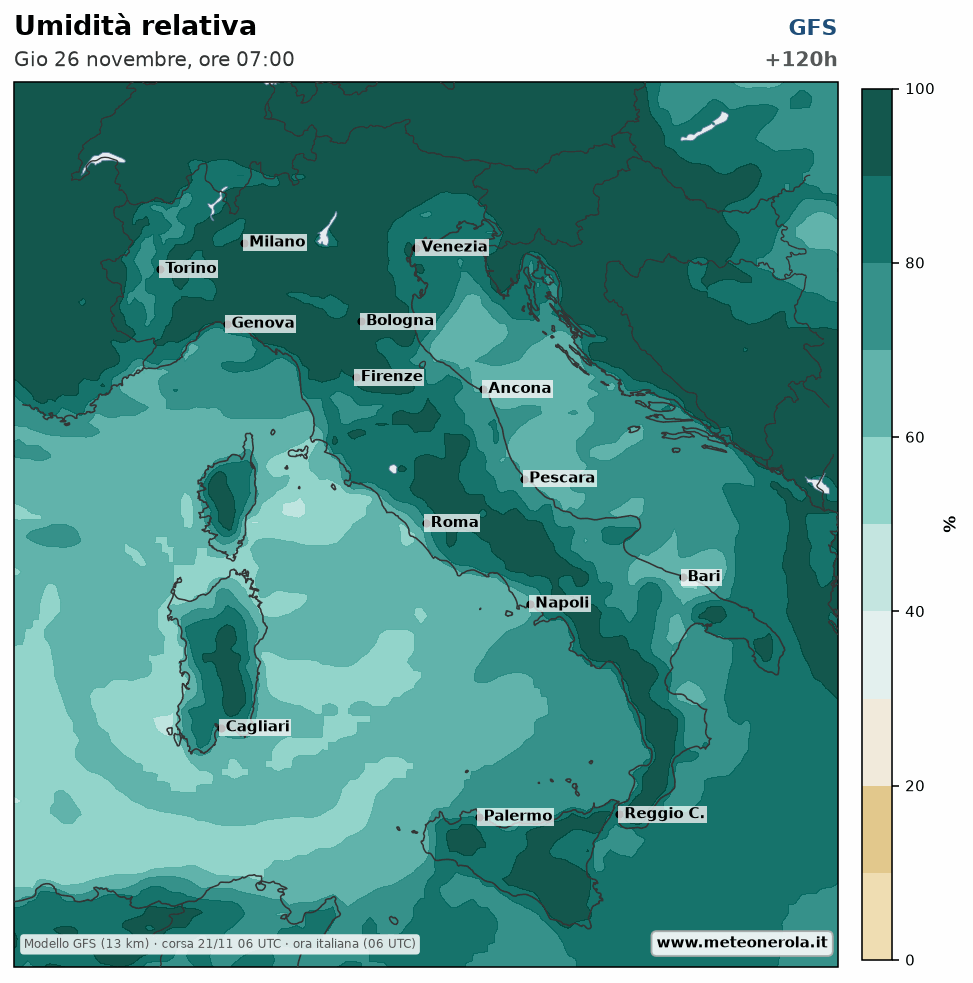 Umidità relativa
GFS
Gio 26 novembre, ore 07:00
+120h
100
80
60
40
20
0
%
Milano
Venezia
Torino
Genova
Bologna
Firenze
Ancona
Pescara
Roma
Bari
Napoli
Cagliari
Palermo
Reggio C.
Modello GFS (13 km) · corsa 21/11 06 UTC · ora italiana (06 UTC)
www.meteonerola.it